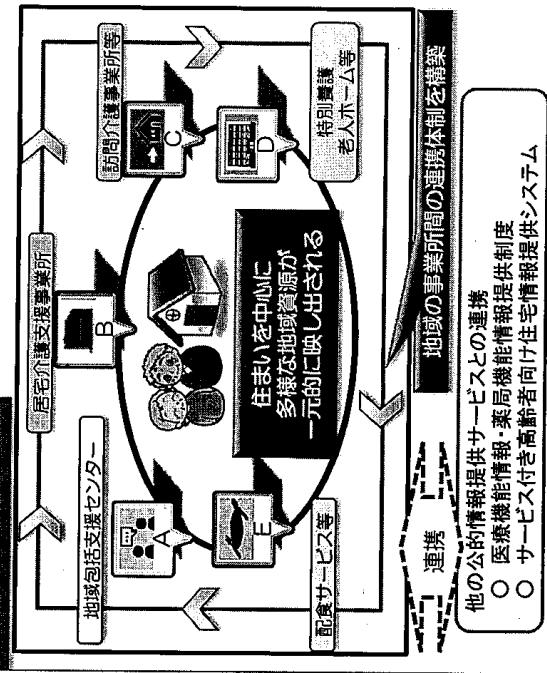 地域包括支援センター
A
居宅介護支援事業所
B
訪問介護事業所等
C
特別養護
老人ホーム等
D
配食サービス等
E
住まいを中心に
多様な地域資源が
一元的に映し出される
地域の事業所間の連携体制を構築
連携
他の公的情報提供サービスとの連携
○ 医療機能情報・薬局機能情報提供制度
○ サービス付き高齢者向け住宅情報提供システム